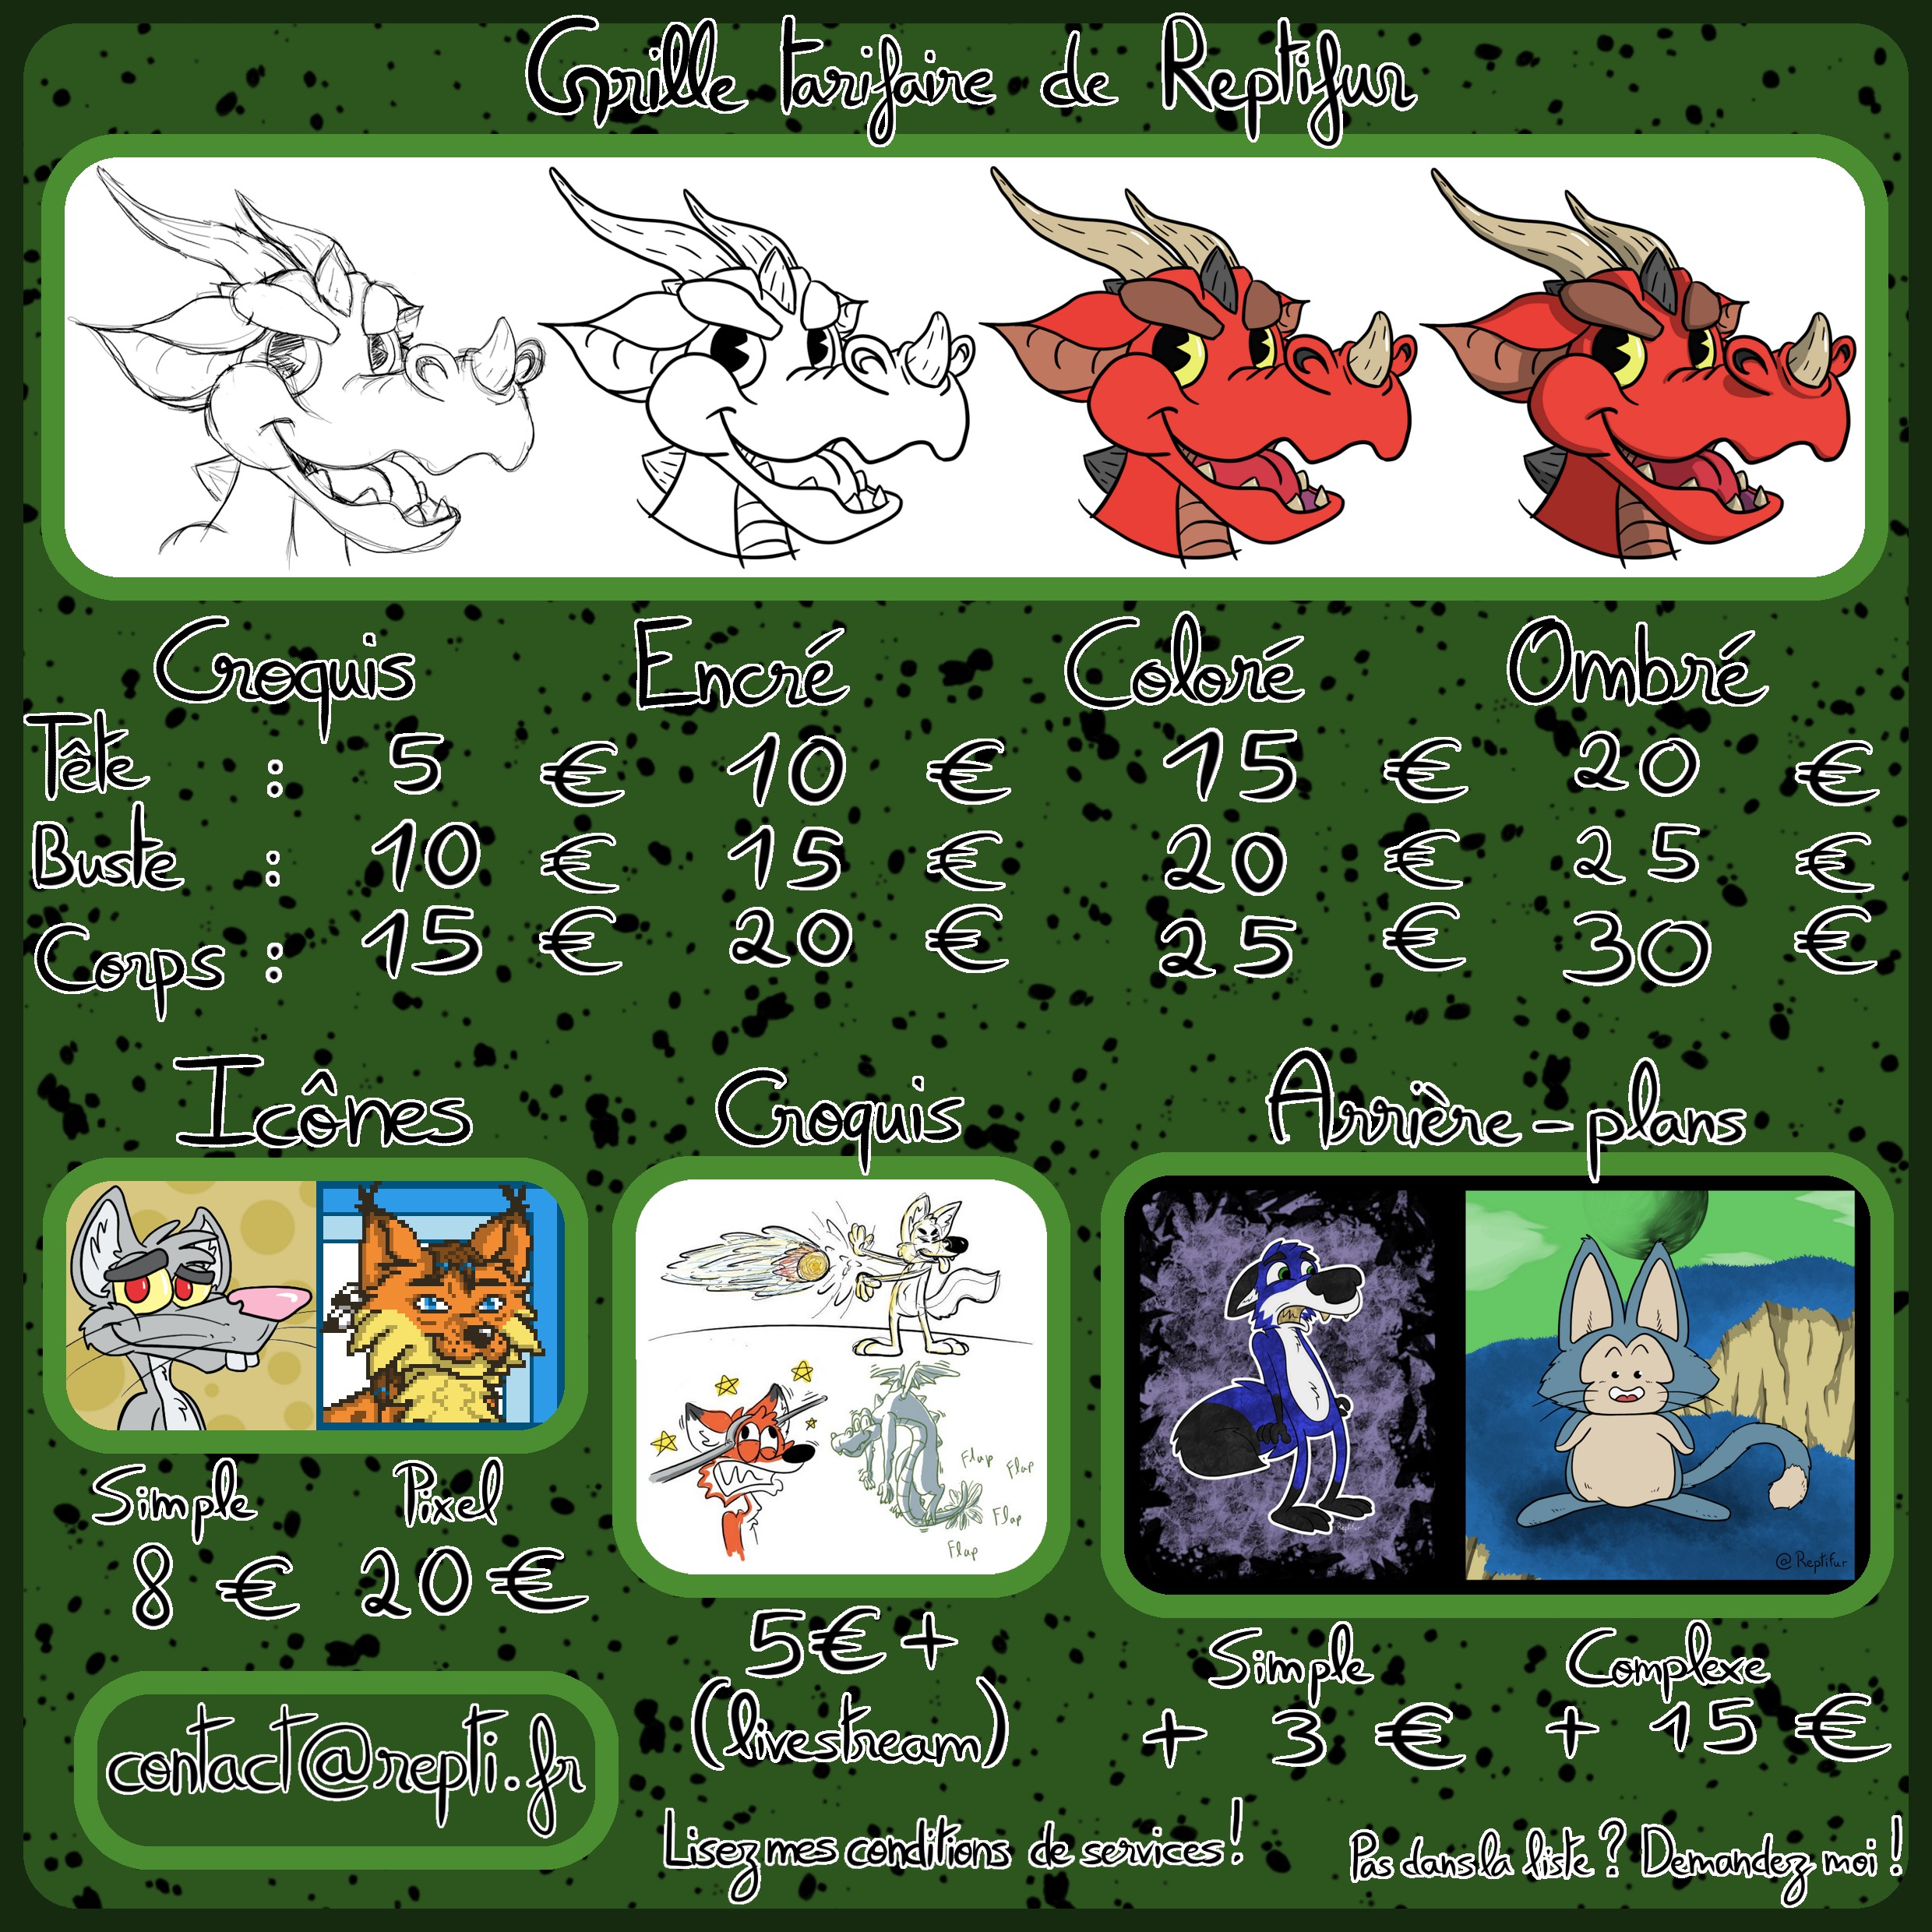 Grille tarifaire de Reptifur
Croquis Encré Coloré Ombré
Tête : 5 € 10 € 15 € 20 €
Buste : 10 € 15 € 20 € 25 €
Corps : 15 € 20 € 25 € 30 €
Icônes Croquis Arrière-plans
Flap Flap
Flap
Flap
Reptifur
@Reptifur
Simple Pixel
8 € 20 €
5€ +
(livestream)
Simple Complexe
+ 3 € + 15 €
contact@repti.fr
Lisez mes conditions de services !
Pas dans la liste ? Demandez moi !